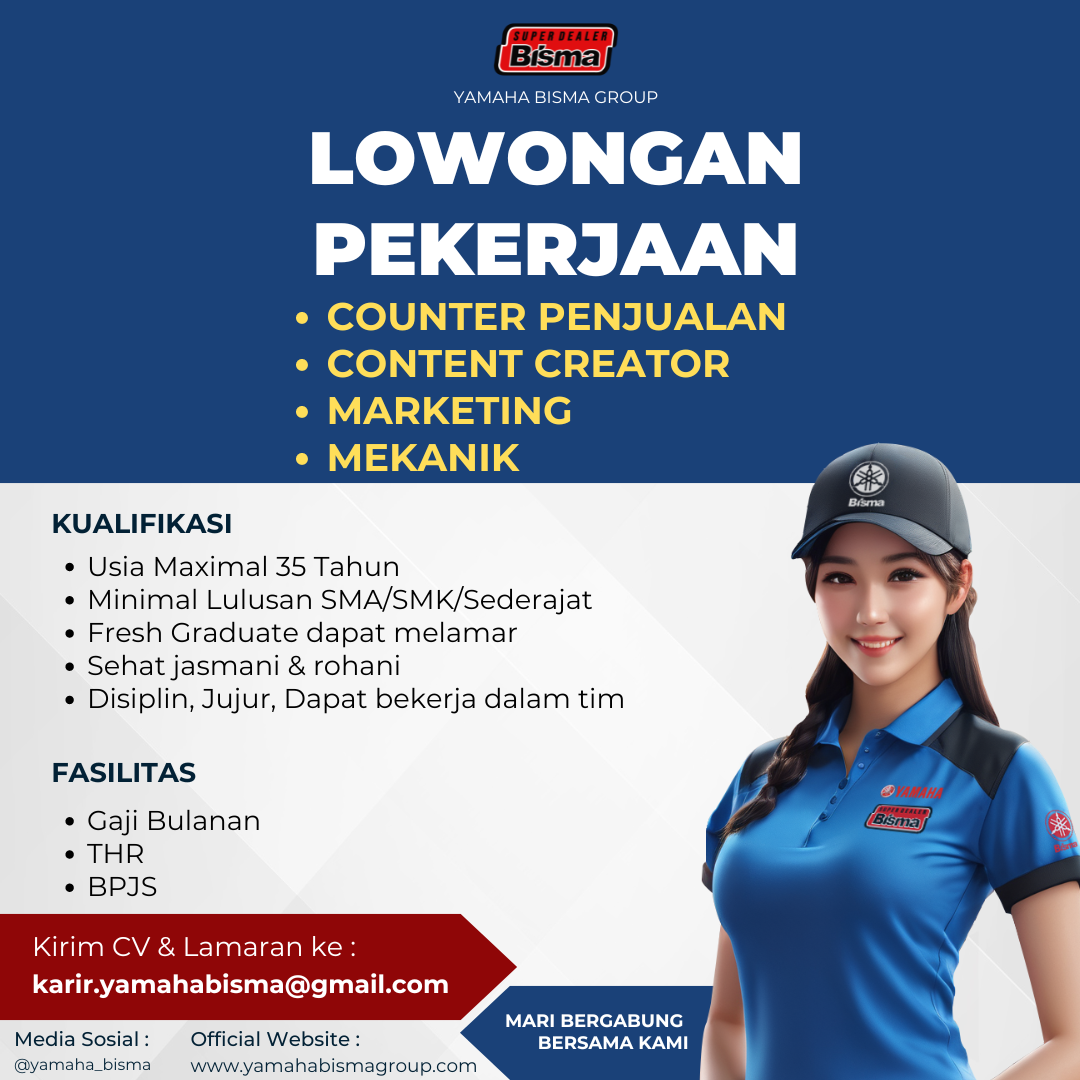 SUPER DEALER
Bisma
YAMAHA BISMA GROUP
LOWONGAN
PEKERJAAN
• COUNTER PENJUALAN
• CONTENT CREATOR
• MARKETING
• MEKANIK
KUALIFIKASI
• Usia Maximal 35 Tahun
• Minimal Lulusan SMA/SMK/Sederajat
• Fresh Graduate dapat melamar
• Sehat jasmani & rohani
• Disiplin, Jujur, Dapat bekerja dalam tim
FASILITAS
• Gaji Bulanan
• THR
• BPJS
Kirim CV & Lamaran ke :
karir.yamahabisma@gmail.com
Media Sosial :
@yamaha_bisma
Official Website :
www.yamahabismagroup.com
MARI BERGABUNG
BERSAMA KAMI
Bisma
YAMAHA
SUPER DEALER
Bisma